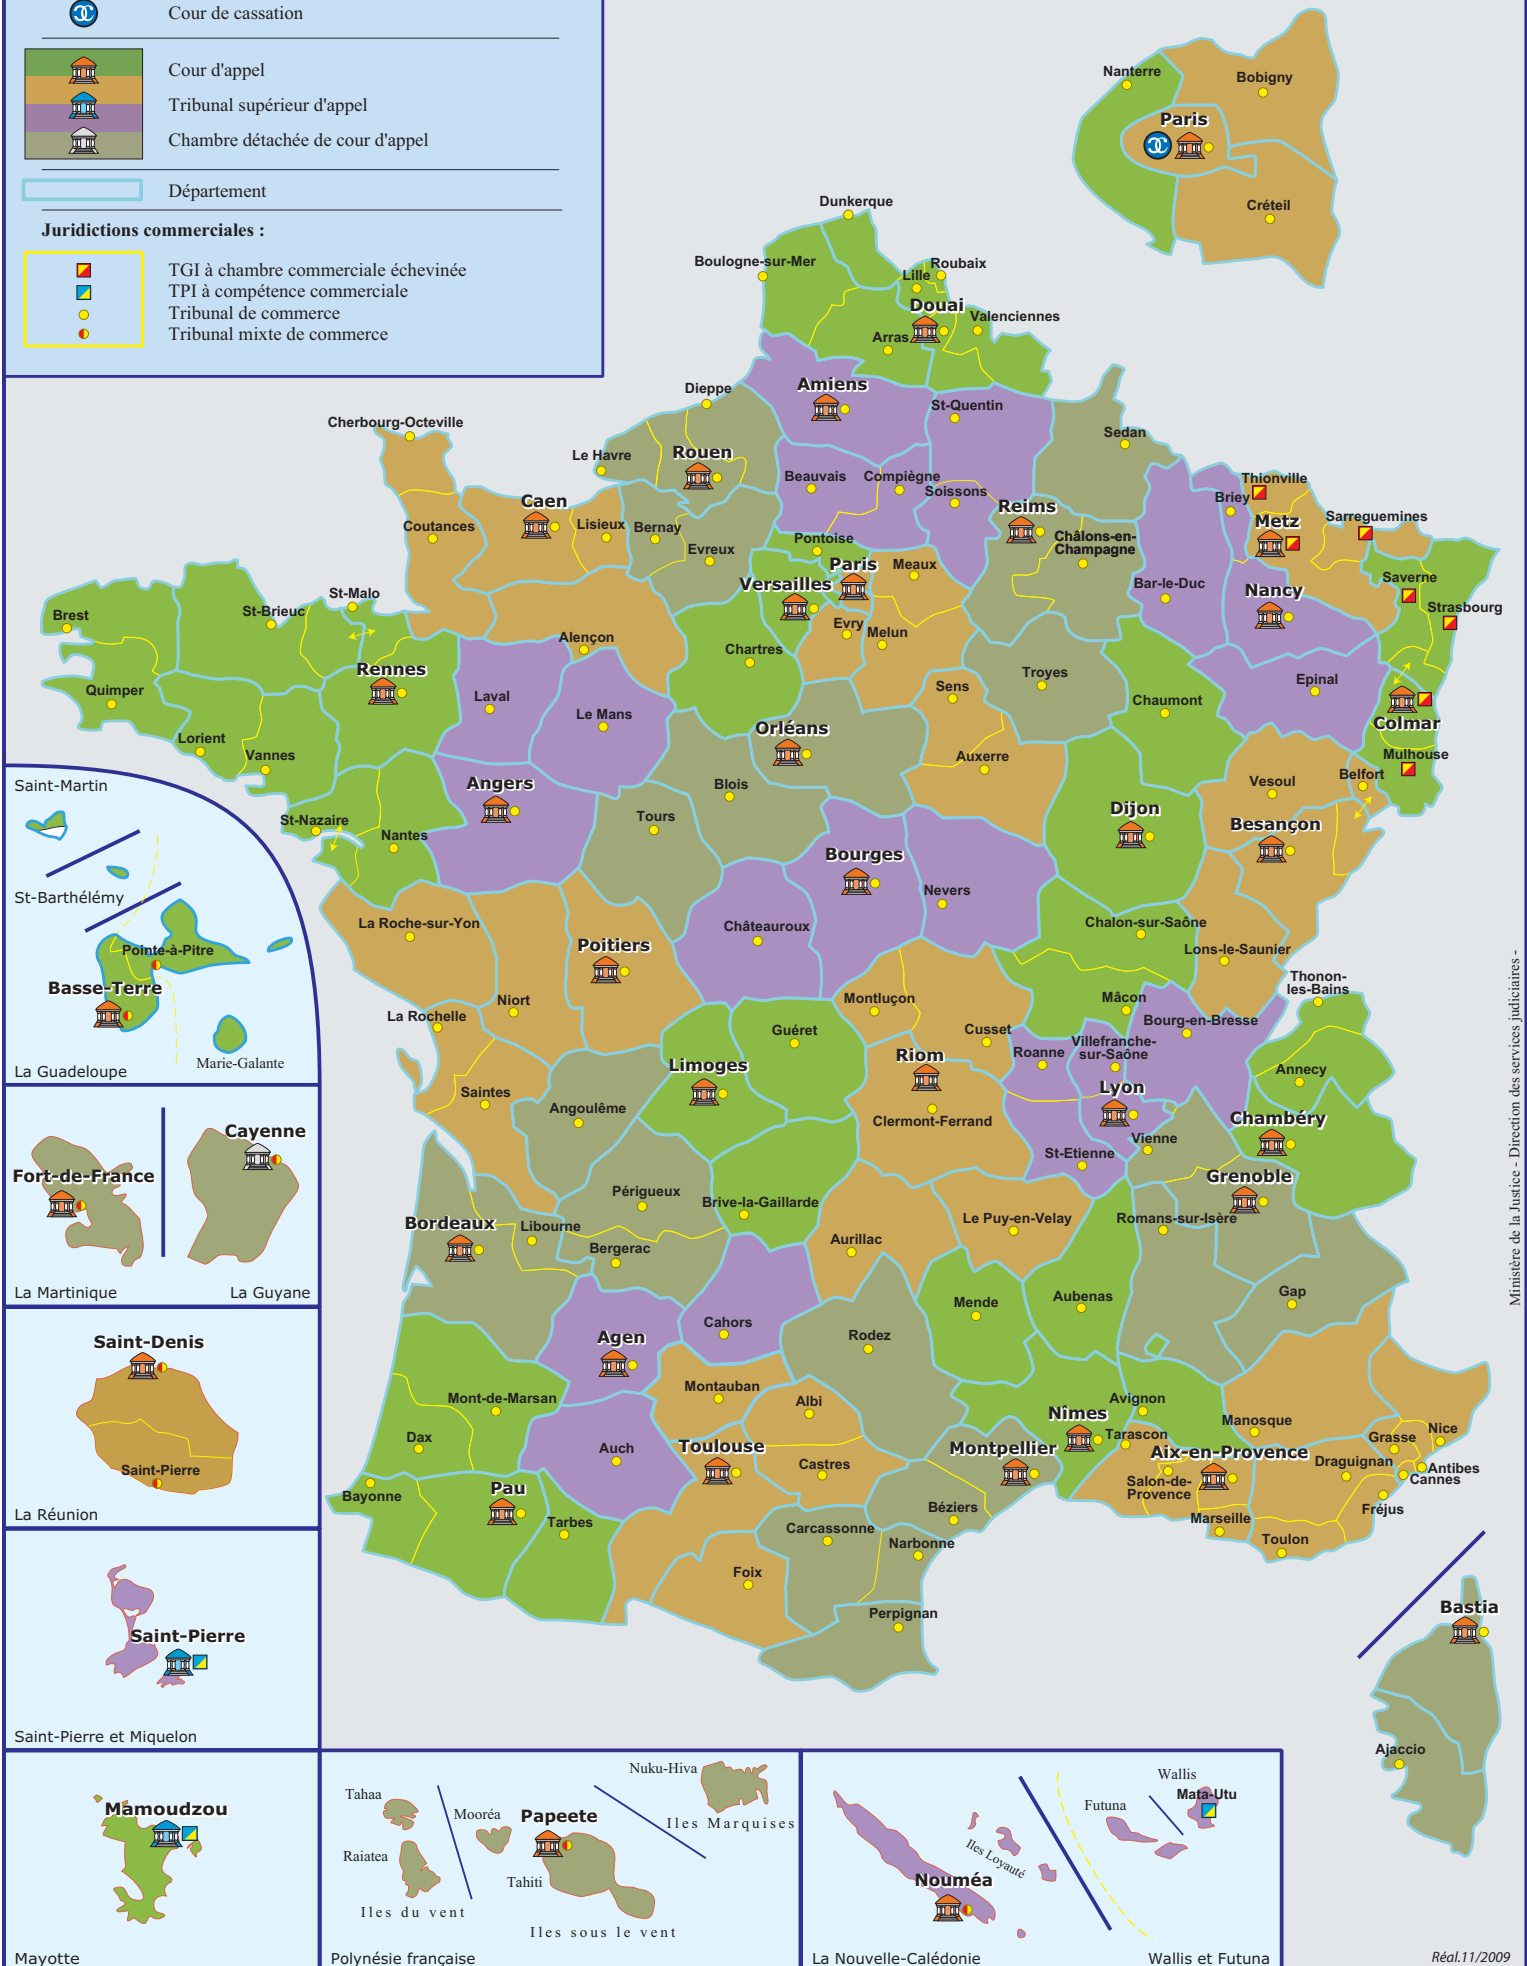 Cour de cassation
Cour d'appel
Tribunal supérieur d'appel
Chambre détachée de cour d'appel
Département
Juridictions commerciales :
TGI à chambre commerciale échevinée
TPI à compétence commerciale
Tribunal de commerce
Tribunal mixte de commerce
Nanterre
Bobigny
Paris
Créteil
Dunkerque
Boulogne-sur-Mer
Roubaix
Lille
Douai
Valenciennes
Arras
Amiens
Dieppe
St-Quentin
Cherbourg-Octeville
Sedan
Le Havre
Rouen
Beauvais
Compiègne
Soissons
Thionville
Briey
Caen
Reims
Metz
Sarreguemines
Coutances
Lisieux
Bernay
Evreux
Pontoise
Châlons-en-
Champagne
Paris
Meaux
Versailles
Bar-le-Duc
Nancy
Saverne
Strasbourg
Brest
St-Brieuc
St-Malo
Evry
Melun
Alençon
Chartres
Rennes
Troyes
Epinal
Quimper
Laval
Le Mans
Sens
Chaumont
Colmar
Orléans
Lorient
Vannes
Auxerre
Mulhouse
Belfort
Vesoul
Angers
Blois
Tours
Dijon
Besançon
St-Nazaire
Nantes
Bourges
Nevers
La Roche-sur-Yon
Châteauroux
Chalon-sur-Saône
Poitiers
Lons-le-Saunier
Thonon-
les-Bains
Niort
Montluçon
Mâcon
Bourg-en-Bresse
La Rochelle
Guéret
Cusset
Roanne
Villefranche-
sur-Saône
Limoges
Riom
Annecy
Saintes
Angoulême
Clermont-Ferrand
Lyon
Chambéry
Vienne
St-Etienne
Grenoble
Périgueux
Brive-la-Gaillarde
Bordeaux
Libourne
Le Puy-en-Velay
Romans-sur-Isère
Bergerac
Aurillac
Gap
Mende
Aubenas
Cahors
Agen
Rodez
Montauban
Albi
Mont-de-Marsan
Avignon
Nîmes
Tarascon
Manosque
Nice
Grasse
Dax
Auch
Toulouse
Montpellier
Aix-en-Provence
Draguignan
Antibes
Cannes
Castres
Salon-de-
Provence
Fréjus
Bayonne
Pau
Tarbes
Béziers
Marseille
Toulon
Carcassonne
Narbonne
Foix
Perpignan
Bastia
Ajaccio
Saint-Martin
St-Barthélémy
Pointe-à-Pitre
Basse-Terre
Marie-Galante
La Guadeloupe
Cayenne
Fort-de-France
La Martinique
La Guyane
Saint-Denis
Saint-Pierre
La Réunion
Saint-Pierre
Saint-Pierre et Miquelon
Mamoudzou
Mayotte
Tahaa
Mooréa
Papeete
Nuku-Hiva
Iles Marquises
Raiatea
Tahiti
Iles du vent
Iles sous le vent
Polynésie française
Wallis
Mata-Utu
Futuna
Iles Loyauté
Nouméa
La Nouvelle-Calédonie
Wallis et Futuna
Ministère de la Justice - Direction des services judiciaires -
Réal.11/2009